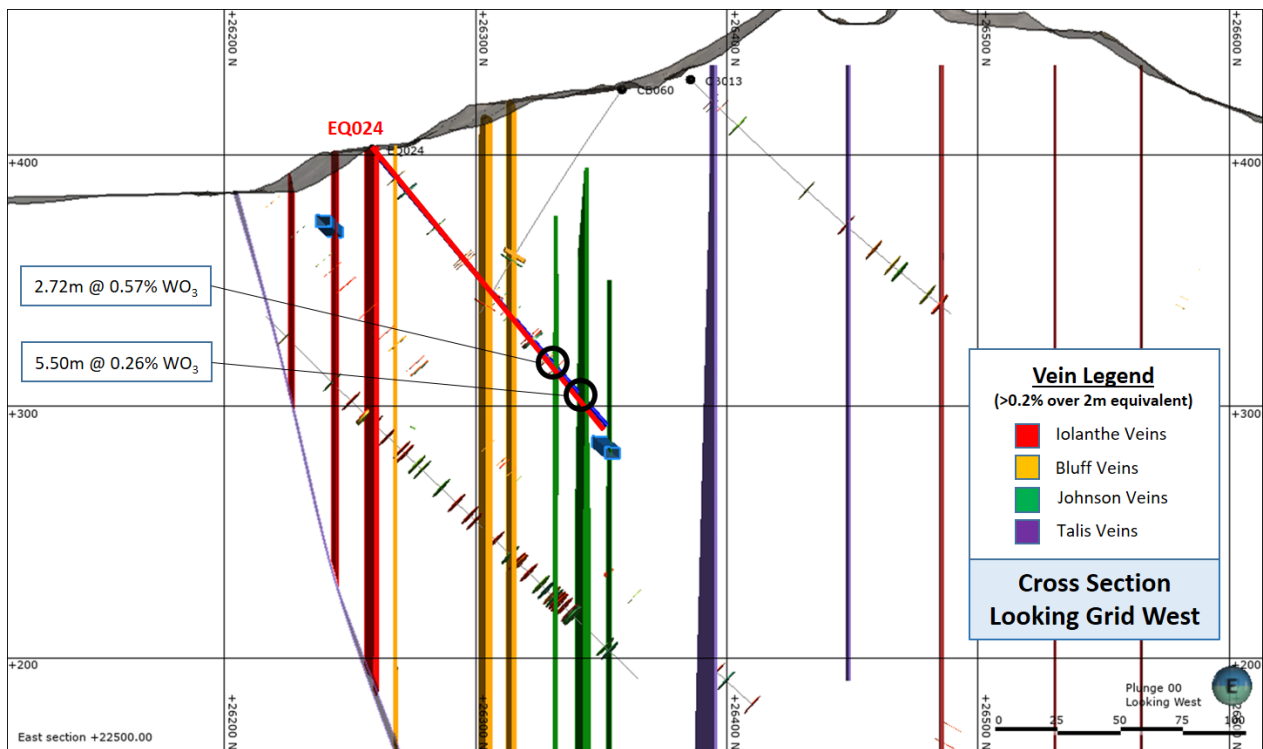 +26200 N
+26300 N
+26400 N
+26500 N
+26600 N
CB060
CB013
EQ024
EQ024
+400
+400
2.72m @ 0.57% WO3
5.50m @ 0.26% WO3
+300
+300
Vein Legend
(>0.2% over 2m equivalent)
Iolanthe Veins
Bluff Veins
Johnson Veins
Talis Veins
Cross Section
Looking Grid West
+200
+200
Plunge 00
Looking West
E
0 25 50 75 100
+26200 N
+26300 N
+26400 N
+26500 N
East section +22500.00